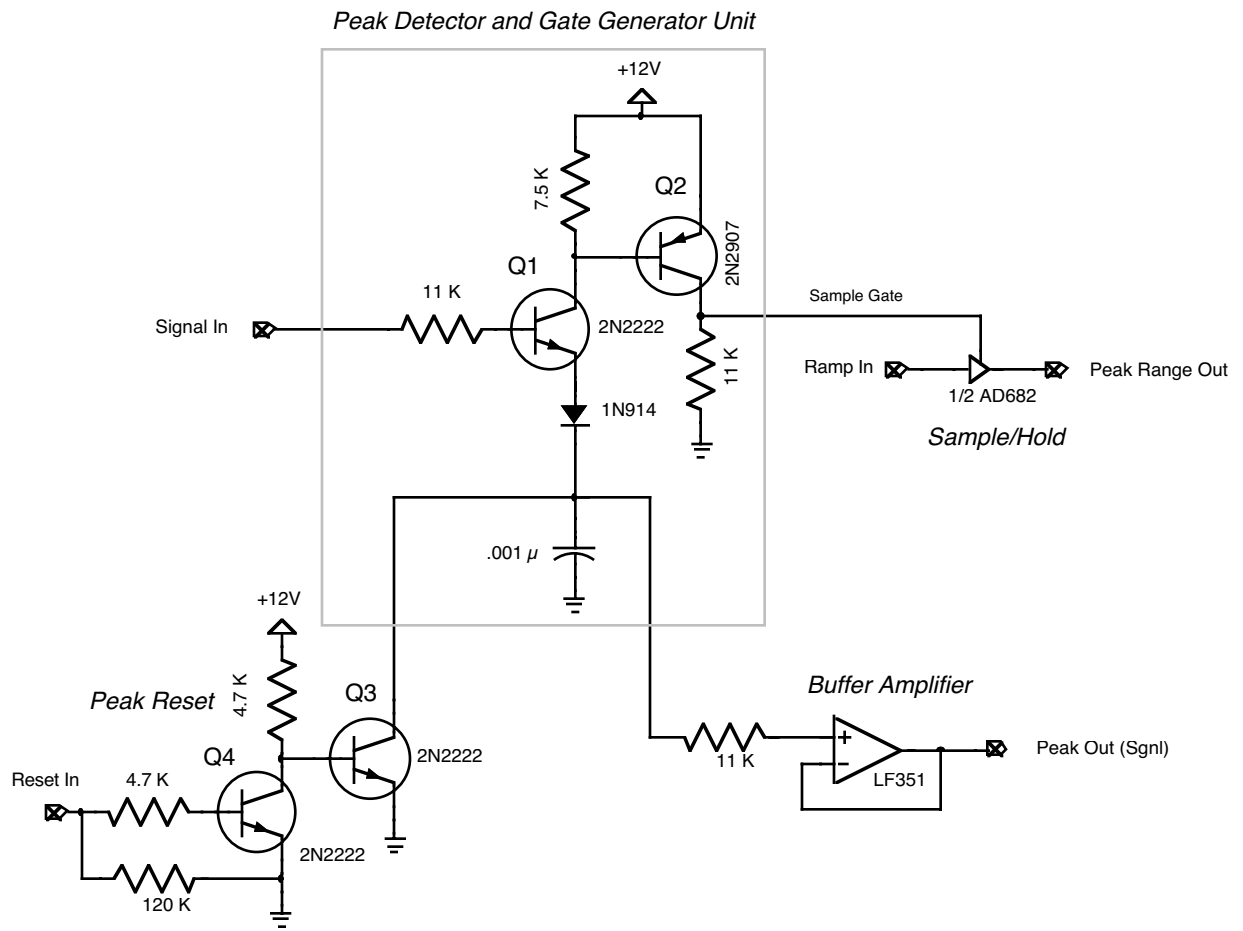 Peak Detector and Gate Generator Unit
+12V
7.5 K
Q2
2N2907
Q1
11 K
Signal In
2N2222
Sample Gate
11 K
Ramp In
Peak Range Out
1/2 AD682
Sample/Hold
1N914
.001 µ
+12V
4.7 K
Peak Reset
Q3
Buffer Amplifier
Q4
2N2222
Reset In
4.7 K
2N2222
120 K
11 K
+
−
LF351
Peak Out (Sgnl)